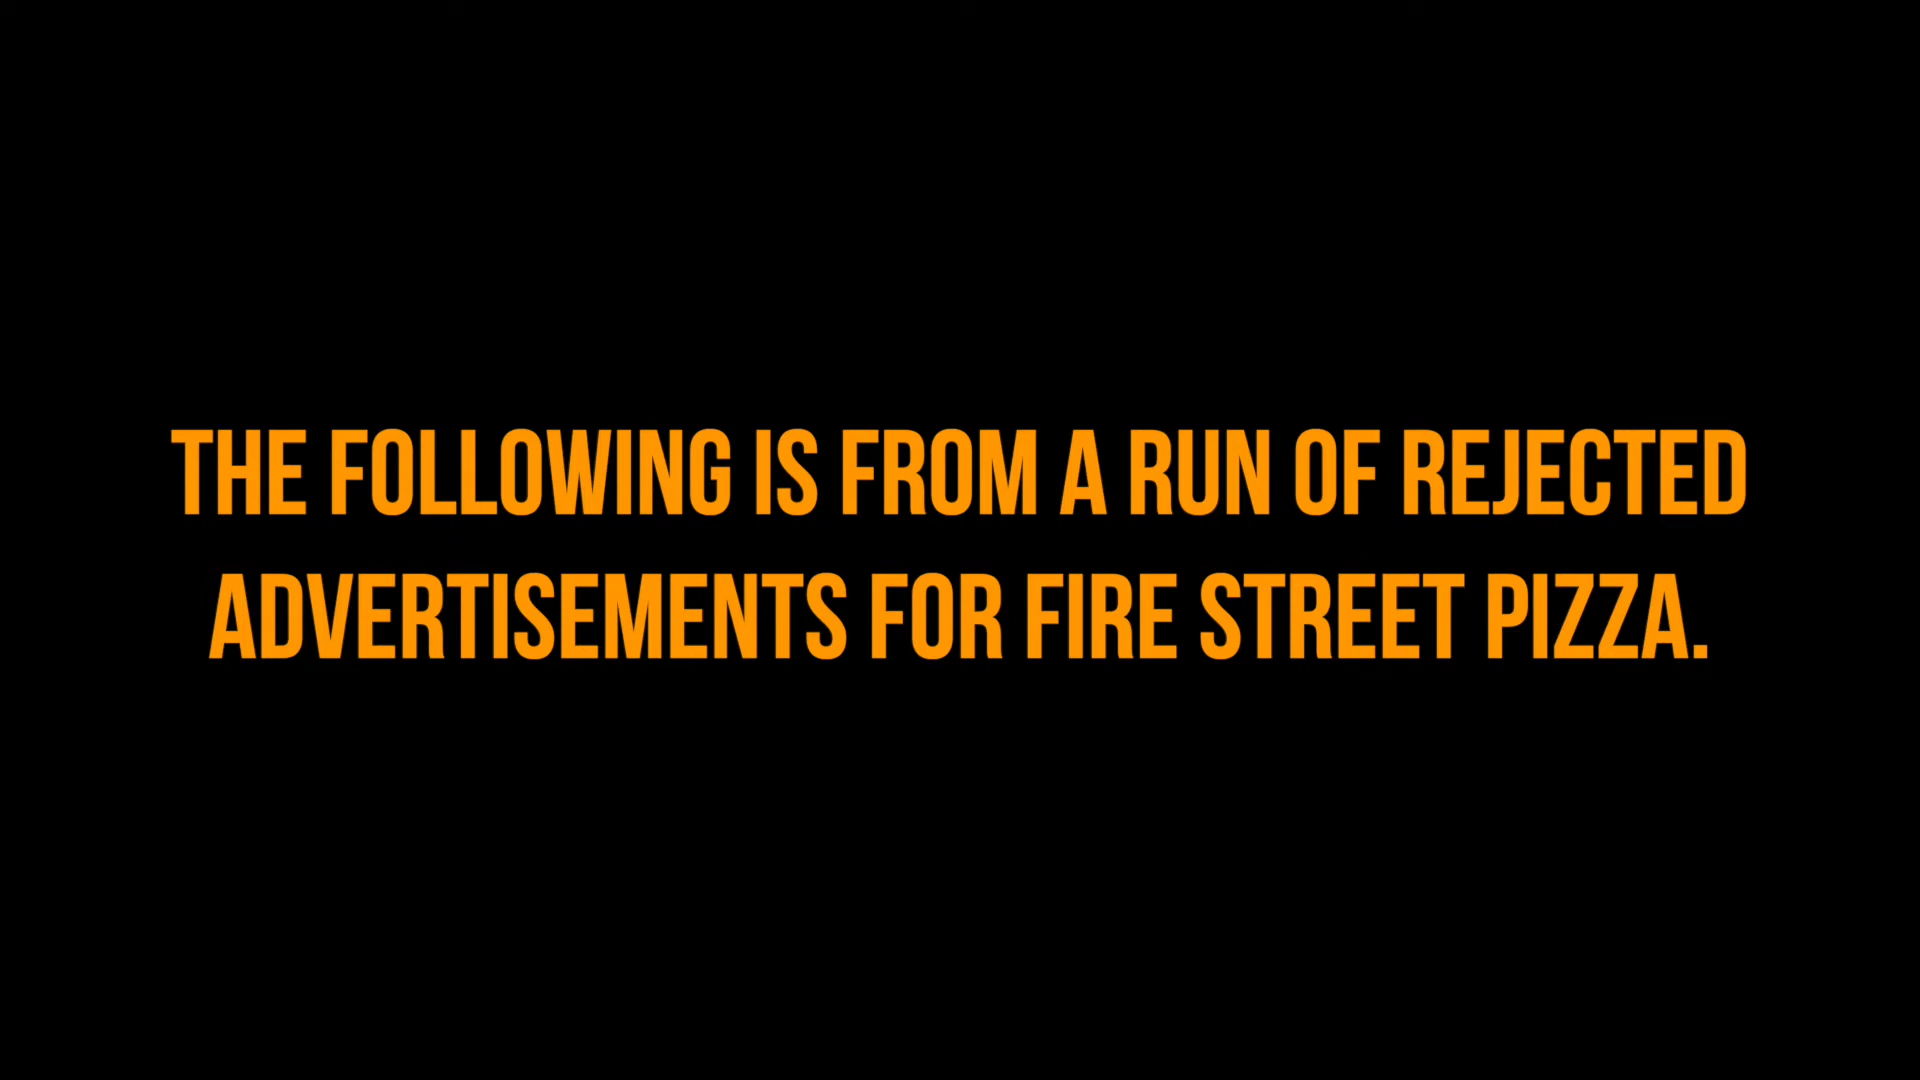 THE FOLLOWING IS FROM A RUN OF REJECTED
ADVERTISEMENTS FOR FIRE STREET PIZZA.